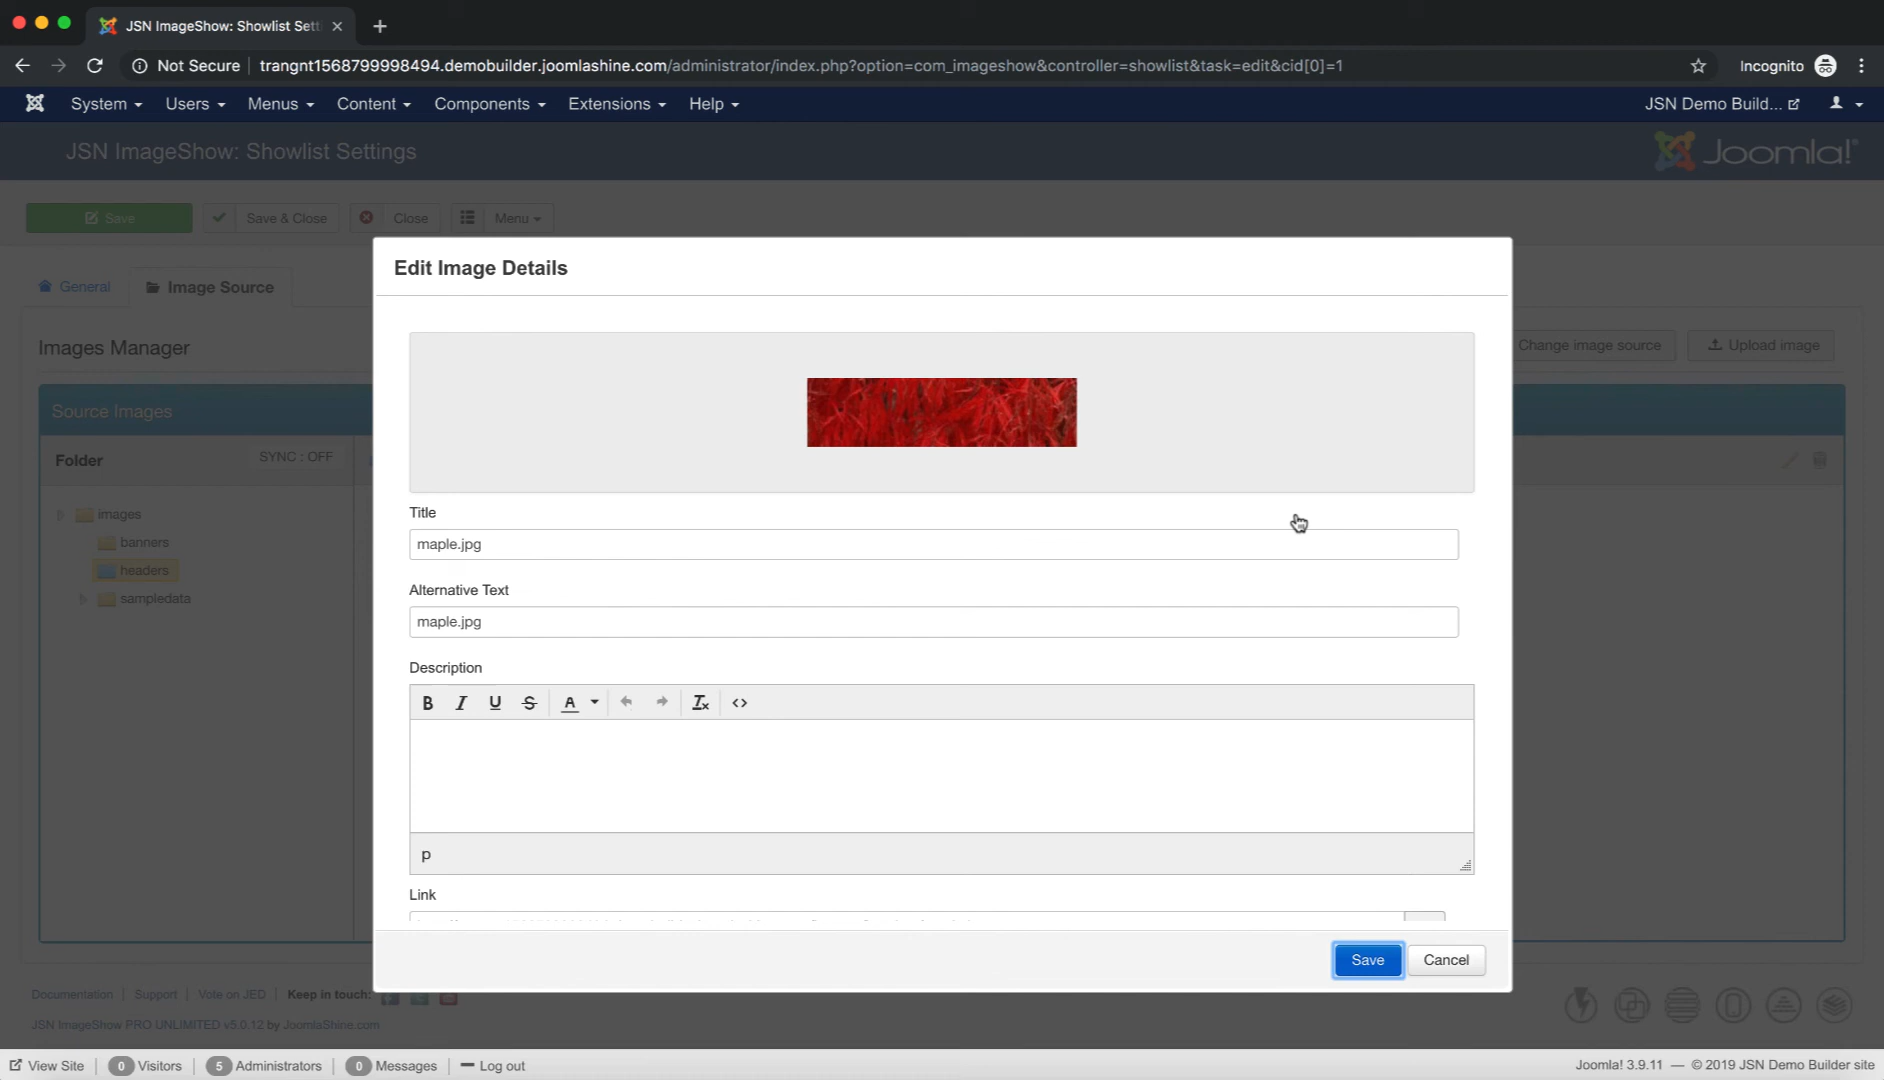 JSN ImageShow: Showlist Sett
Not Secure
trangnt1568799998494.demobuilder.joomlashine.com/administrator/index.php?option=com_imageshow&controller=showlist&task=edit&cid[0]=1
Incognito
System
Users
Menus
Content
Components
Extensions
Help
JSN Demo Build...
JSN ImageShow: Showlist Settings
Joomla!®
Save
Save & Close
Close
Menu
Edit Image Details
General
Image Source
Images Manager
Change image source
Upload image
Source Images
Folder
SYNC : OFF
images
banners
headers
sampledata
Title
maple.jpg
Alternative Text
maple.jpg
Description
B I U S A
p
Link
Save
Cancel
Documentation | Support | Vote on JED | Keep in touch:
JSN ImageShow PRO UNLIMITED v5.0.12 by JoomlaShine.com
View Site | 0 Visitors | 5 Administrators | 0 Messages | Log out
Joomla! 3.9.11 — © 2019 JSN Demo Builder site